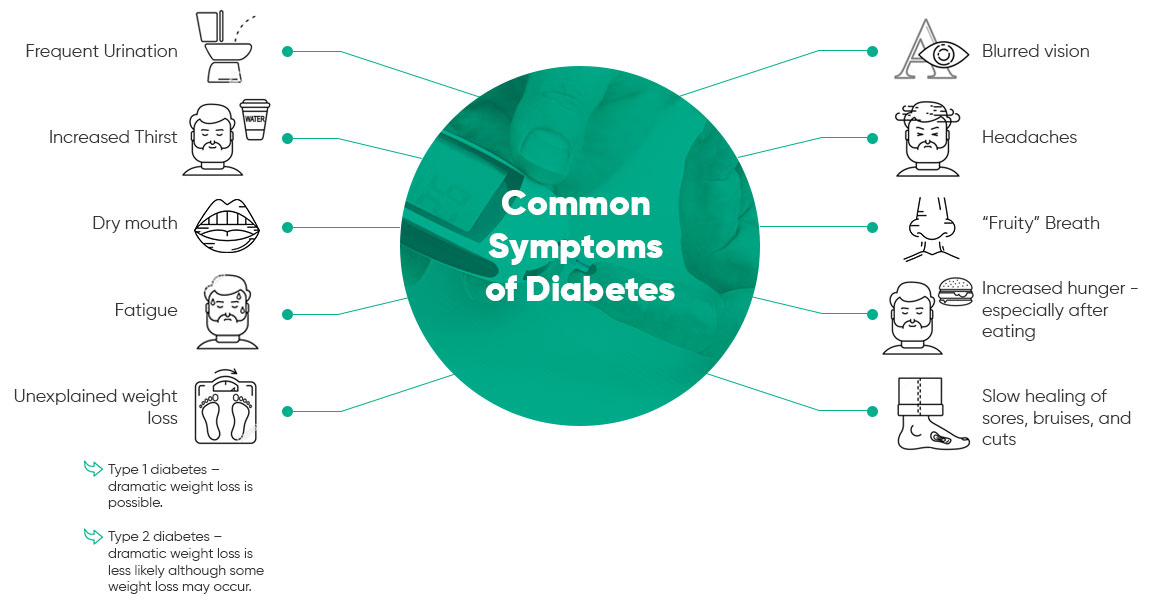 Frequent Urination
Increased Thirst
WATER
Dry mouth
Fatigue
Unexplained weight
loss
Type 1 diabetes –
dramatic weight loss is
possible.
Type 2 diabetes –
dramatic weight loss is
less likely although some
weight loss may occur.
Common
Symptoms
of Diabetes
A
Blurred vision
Headaches
“Fruity” Breath
Increased hunger –
especially after
eating
Slow healing of
sores, bruises, and
cuts